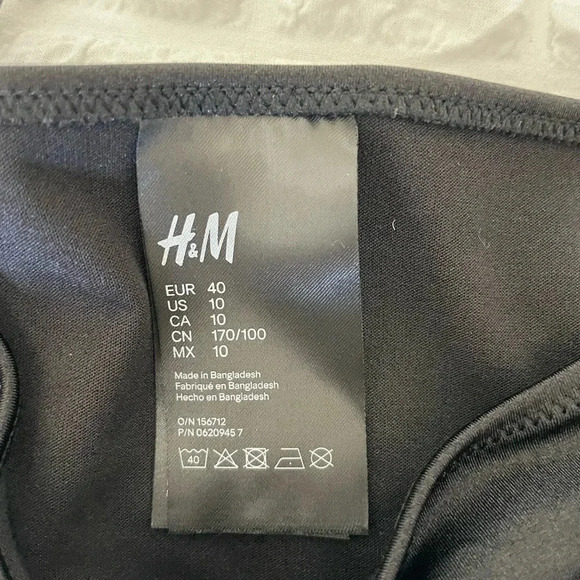 H&M
EUR 40
US 10
CA 10
CN 170/100
MX 10
Made in Bangladesh
Fabriqué en Bangladesh
Hecho en Bangladesh
O/N 156712
P/N 0620945 7
40